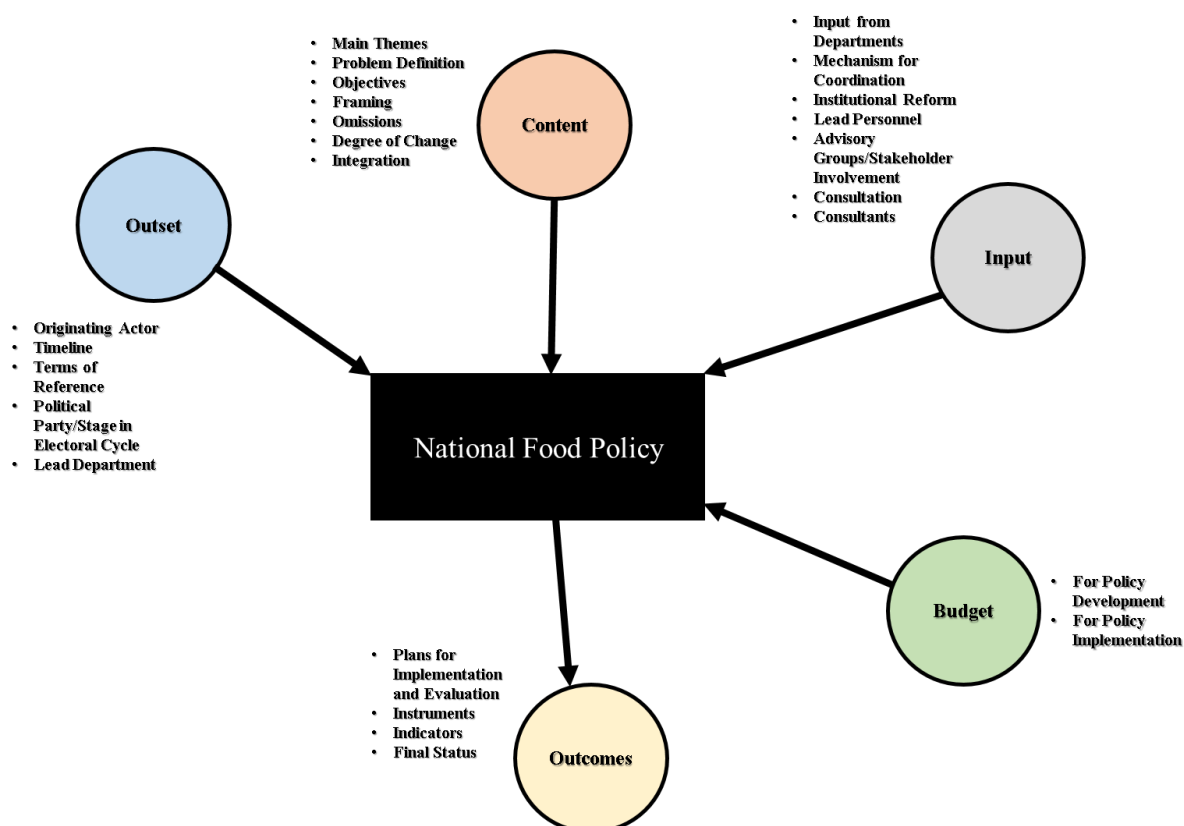 • Main Themes
• Problem Definition
• Objectives
• Framing
• Omissions
• Degree of Change
• Integration
Content
• Input from
Departments
• Mechanism for
Coordination
• Institutional Reform
• Lead Personnel
• Advisory
Groups/Stakeholder
Involvement
• Consultation
• Consultants
Outset
Input
• Originating Actor
• Timeline
• Terms of
Reference
• Political
Party/Stage in
Electoral Cycle
• Lead Department
National Food Policy
Budget
• For Policy
Development
• For Policy
Implementation
• Plans for
Implementation
and Evaluation
• Instruments
• Indicators
• Final Status
Outcomes